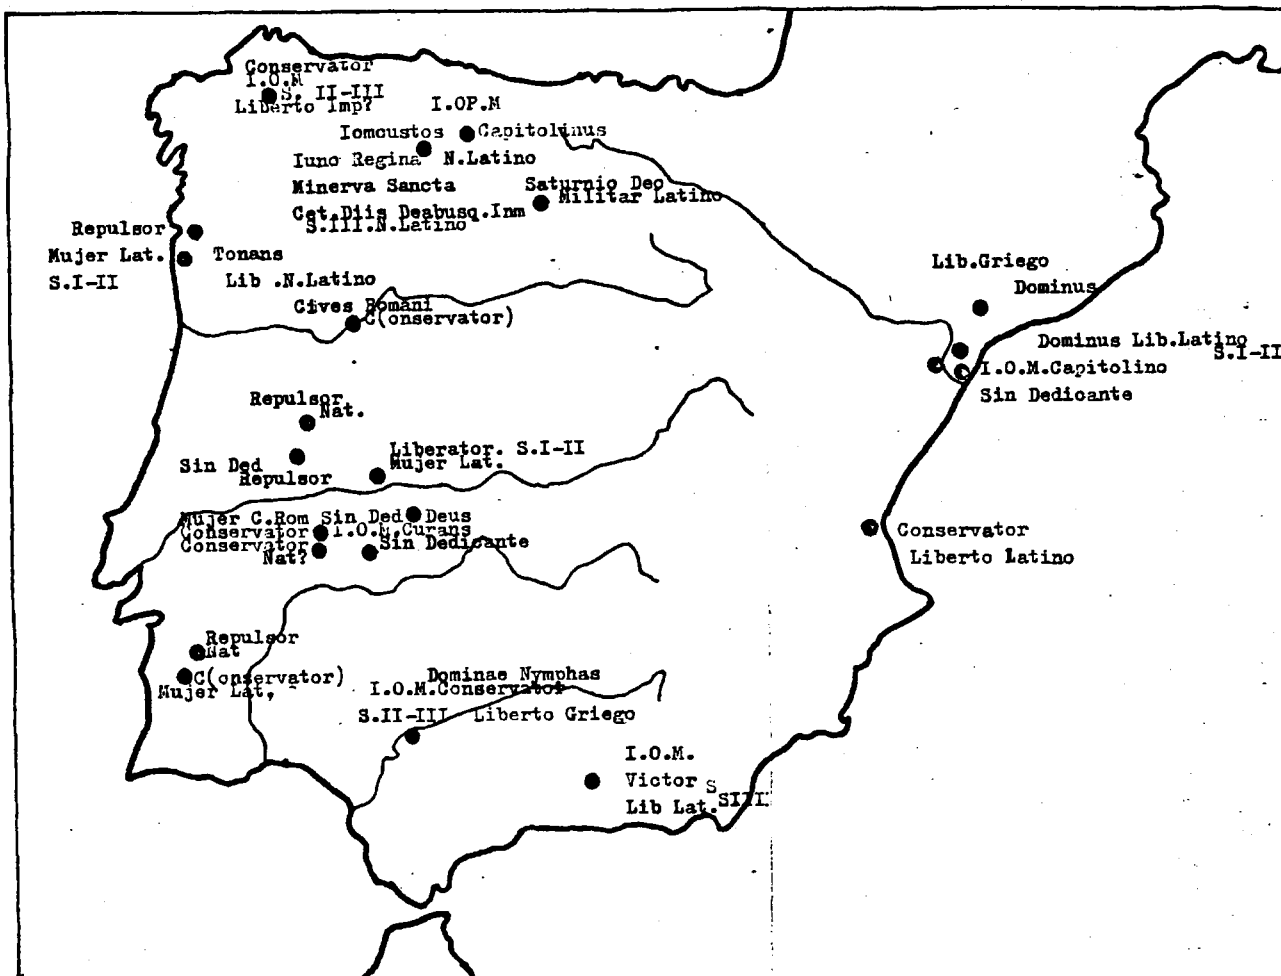 Conservator
I.O.M
S. II-III
Liberto Imp?
I.OP.M
Iomcustos
Capitolinus
Iuno Regina
N.Latino
Minerva Sancta
Cet.Diis Deabusq.Inm
S.III.N.Latino
Saturnio Deo
Militar Latino
Repulsor
Mujer Lat.
S.I-II
Tonans
Lib .N.Latino
Cives Romani
C(onservator)
Lib.Griego
Dominus
Dominus Lib.Latino
S.I-II
I.O.M.Capitolino
Sin Dedicante
Repulsor
Nat.
Sin Ded
Repulsor
Liberator. S.I-II
Mujer Lat.
Mujer C.Rom
Sin Ded
Deus
Conservator
I.O.M.Curans
Conservator
Sin Dedicante
Nat?
Conservator
Liberto Latino
Repulsor
Nat
C(onservator)
Mujer Lat.
Dominae Nymphas
I.O.M.Conservator
S.II-III
Liberto Griego
I.O.M.
Victor
S
Lib Lat.
SIII